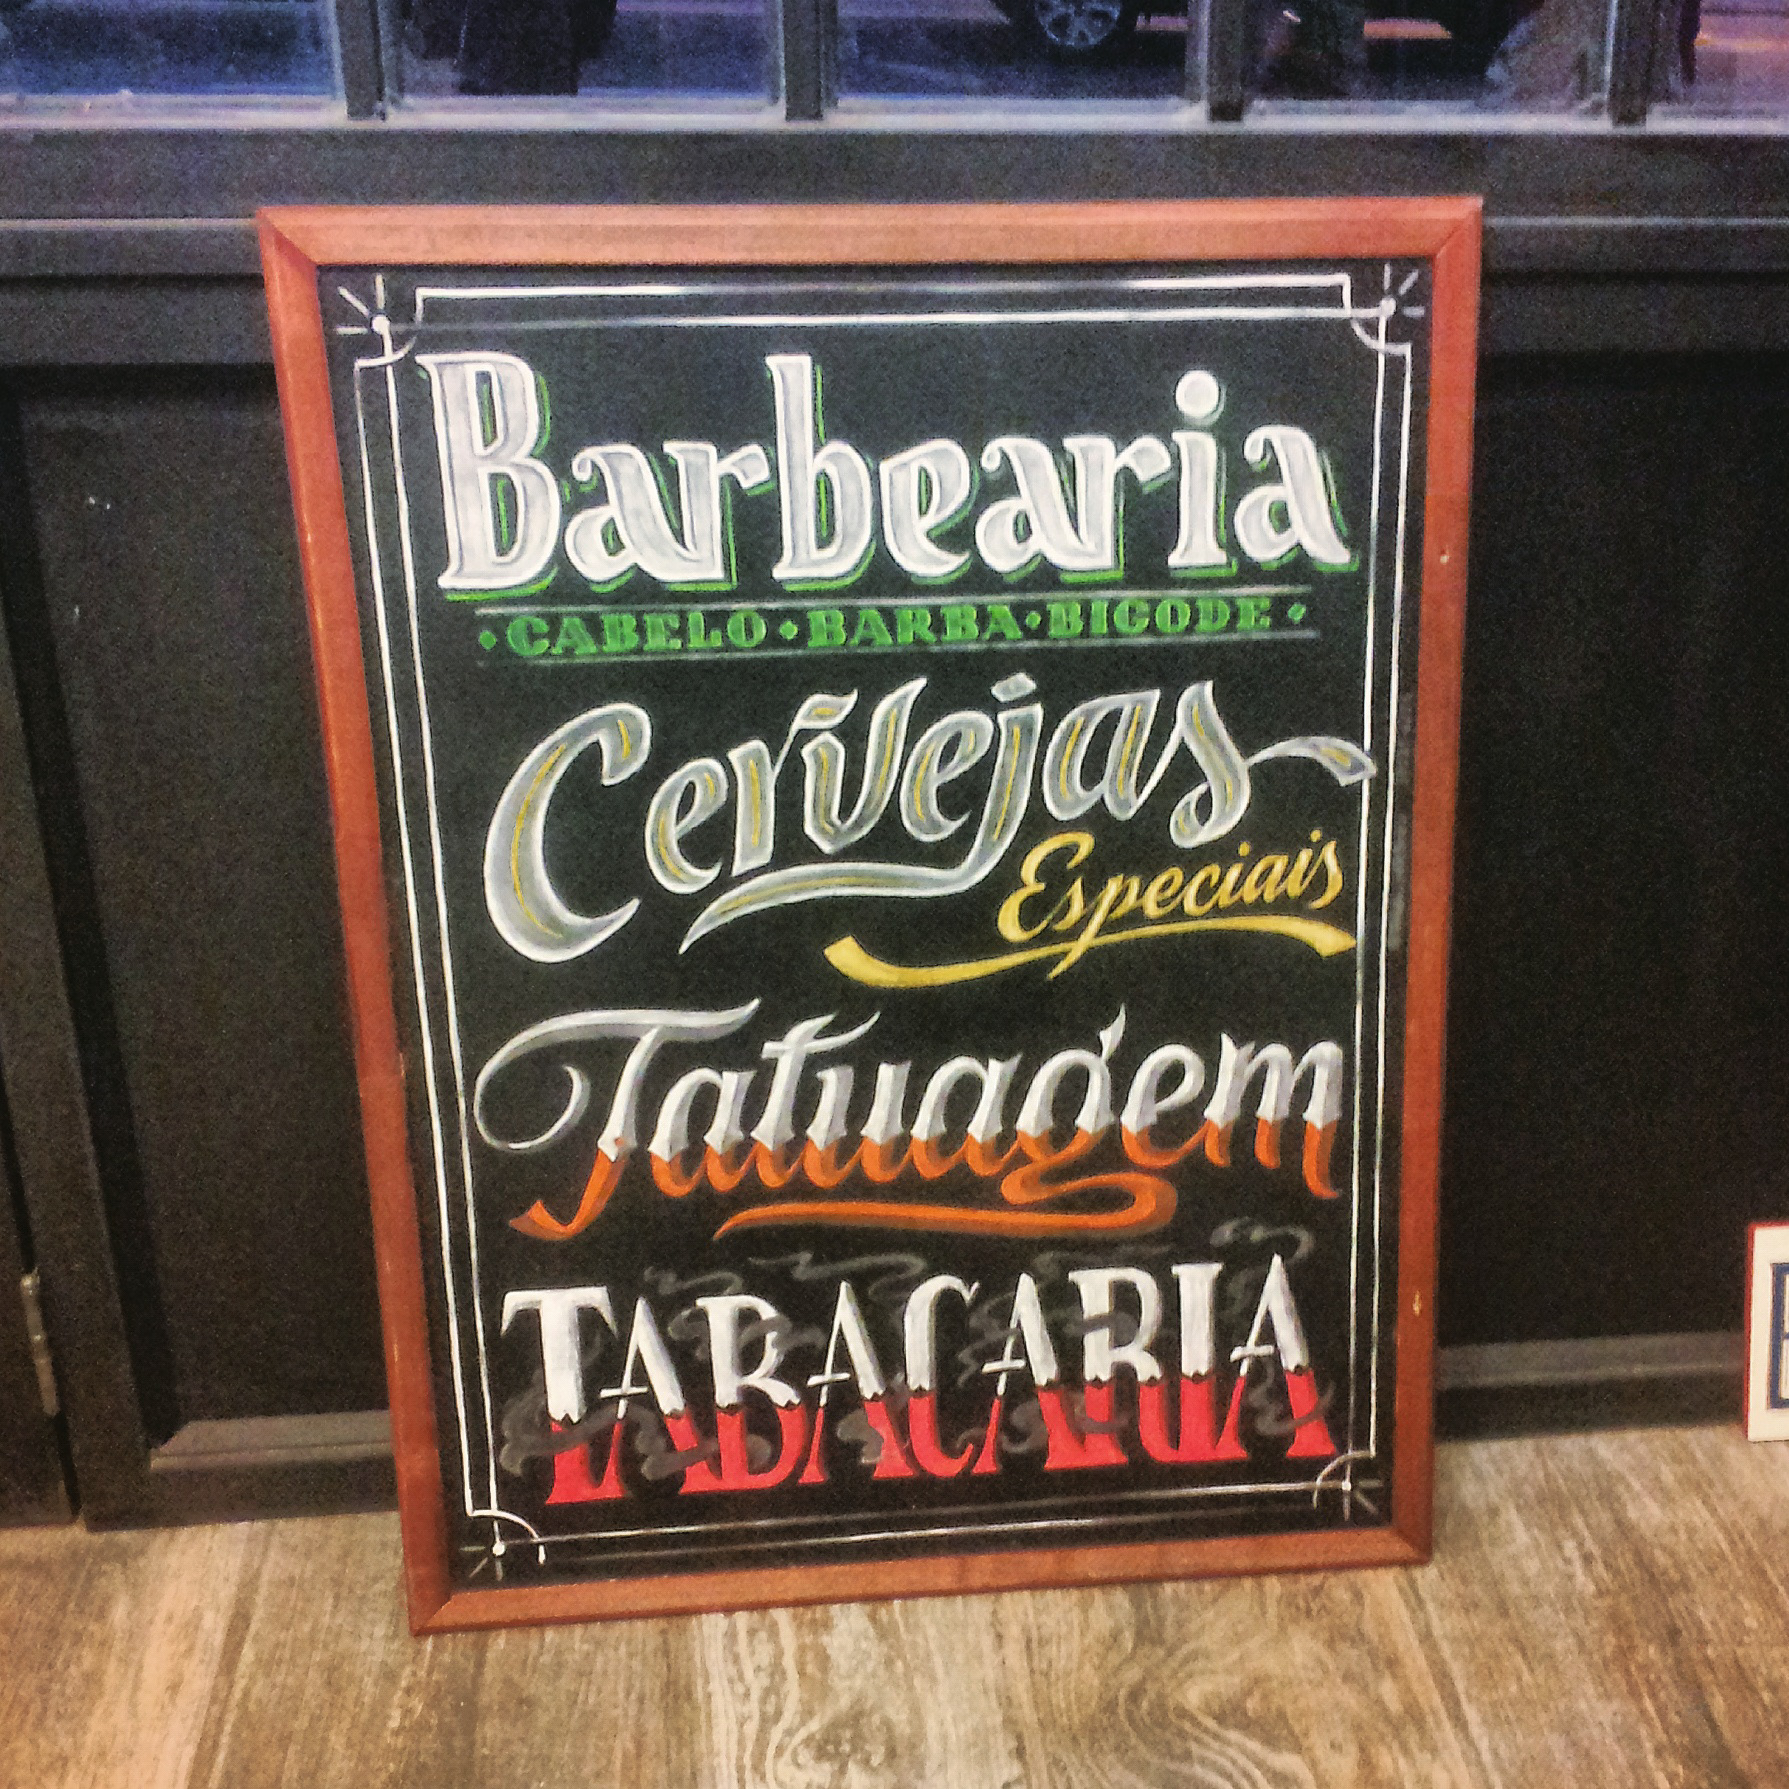 Barbearia
• CABELO • BARBA • BIGODE •
Cervejas
Especiais
Tatuagem
TABACARIA